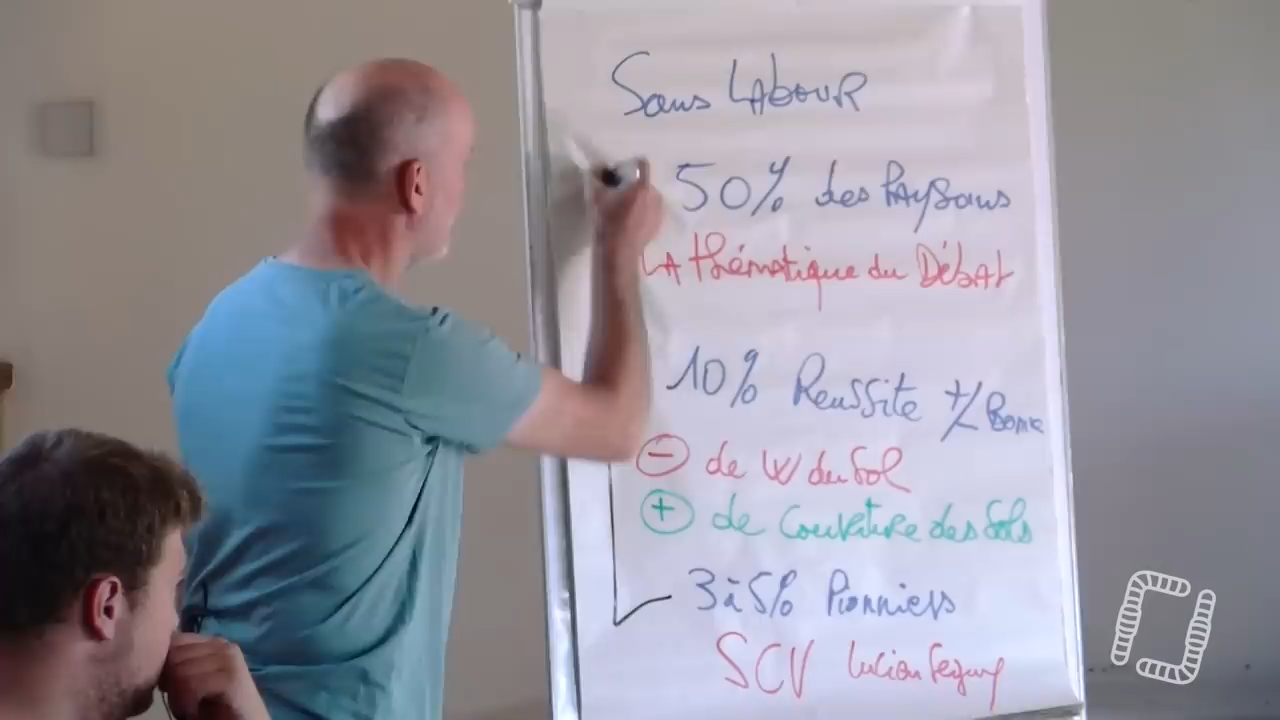 Sans LAbOUR
50% des PAYSans
LA thématique du DébAt
10% Reussite +/- Bonne
⊖ de W du Sol
⊕ de Couverture des Sols
3 à 5% Pionniers
SCV Lucien Seguy